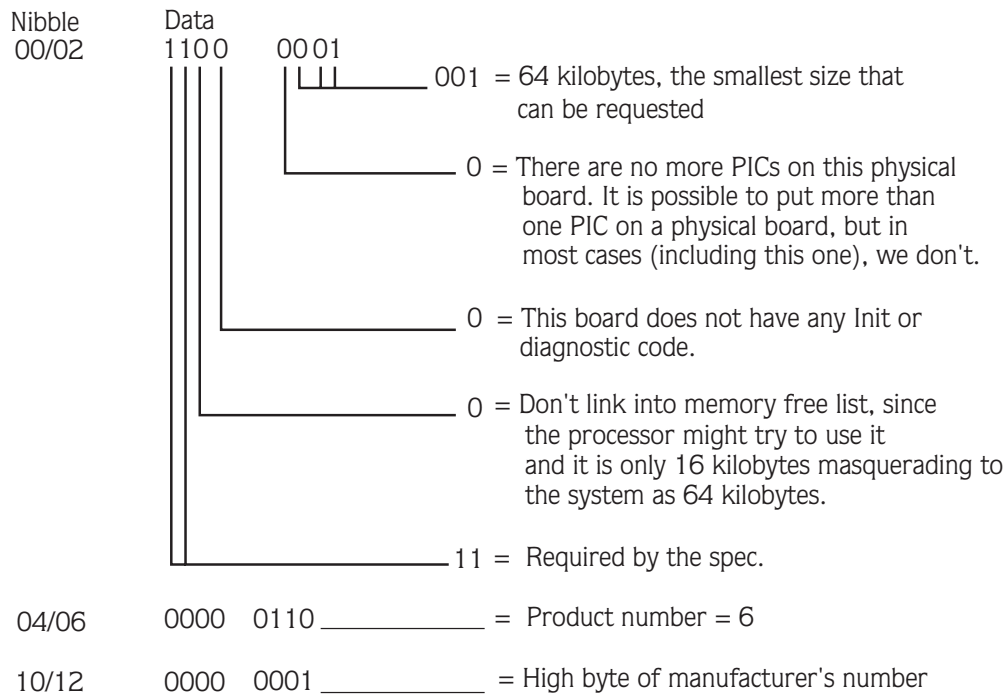 Nibble Data
00/02 1100 0001
001 = 64 kilobytes, the smallest size that
can be requested
0 = There are no more PICs on this physical
board. It is possible to put more than
one PIC on a physical board, but in
most cases (including this one), we don't.
0 = This board does not have any Init or
diagnostic code.
0 = Don't link into memory free list, since
the processor might try to use it
and it is only 16 kilobytes masquerading to
the system as 64 kilobytes.
11 = Required by the spec.
04/06 0000 0110 = Product number = 6
10/12 0000 0001 = High byte of manufacturer's number